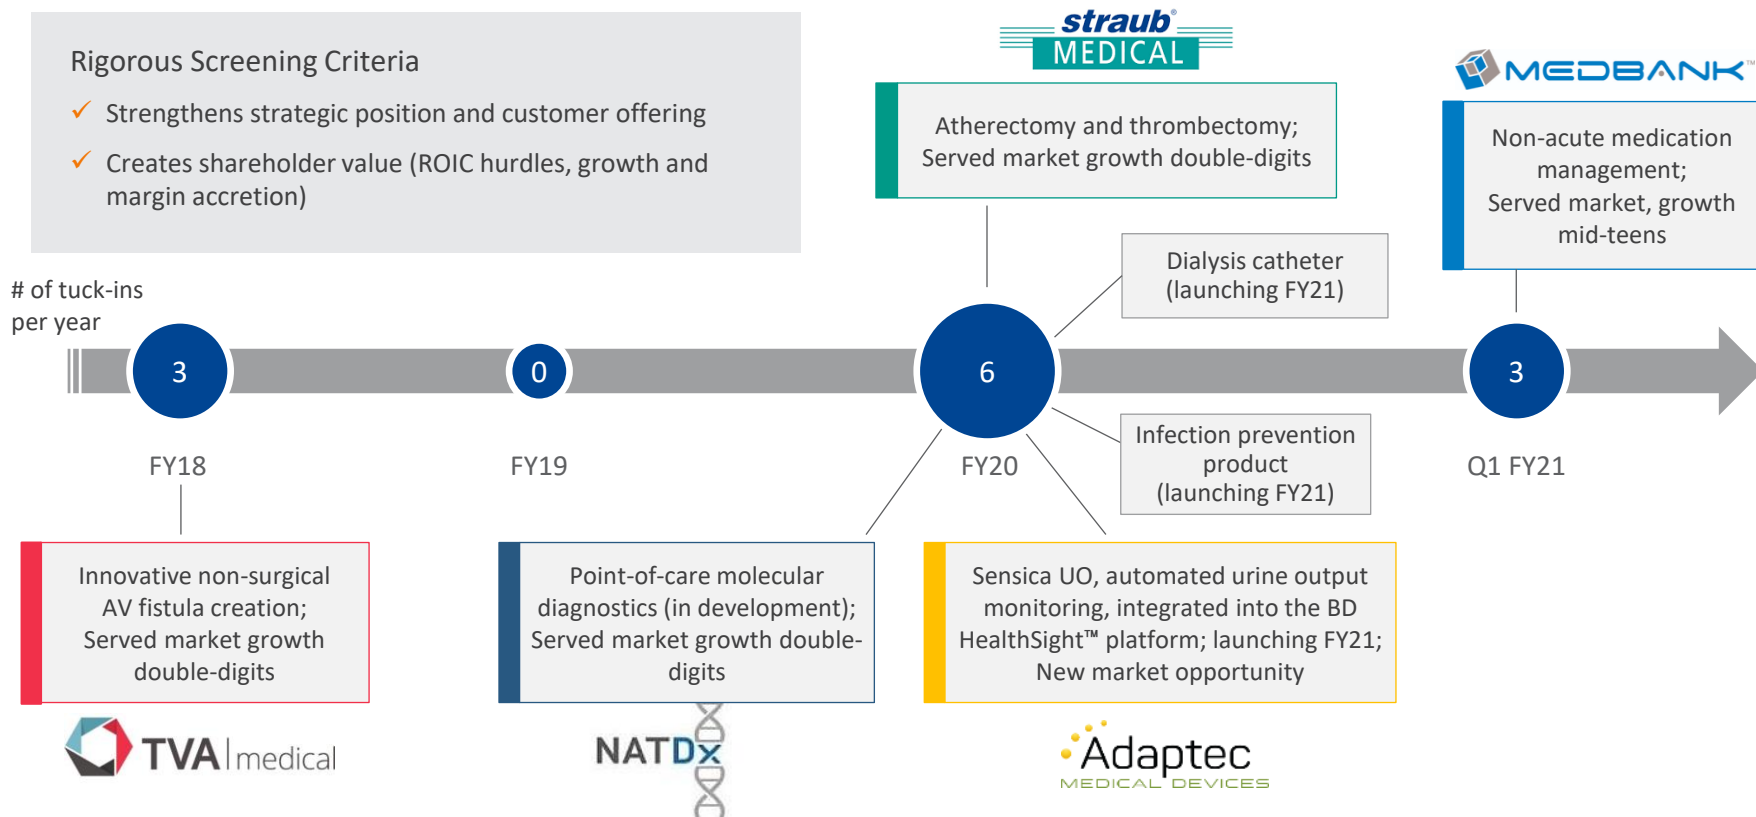 Rigorous Screening Criteria
✓ Strengthens strategic position and customer offering
✓ Creates shareholder value (ROIC hurdles, growth and
margin accretion)
straub®
MEDICAL
Atherectomy and thrombectomy;
Served market growth double-digits
MEDBANK™
Non-acute medication
management;
Served market, growth
mid-teens
Dialysis catheter
(launching FY21)
# of tuck-ins
per year
3
0
6
3
FY18
FY19
FY20
Q1 FY21
Infection prevention
product
(launching FY21)
Innovative non-surgical
AV fistula creation;
Served market growth
double-digits
TVA|medical
Point-of-care molecular
diagnostics (in development);
Served market growth double-
digits
NATDx
Sensica UO, automated urine output
monitoring, integrated into the BD
HealthSight™ platform; launching FY21;
New market opportunity
Adaptec
MEDICAL DEVICES